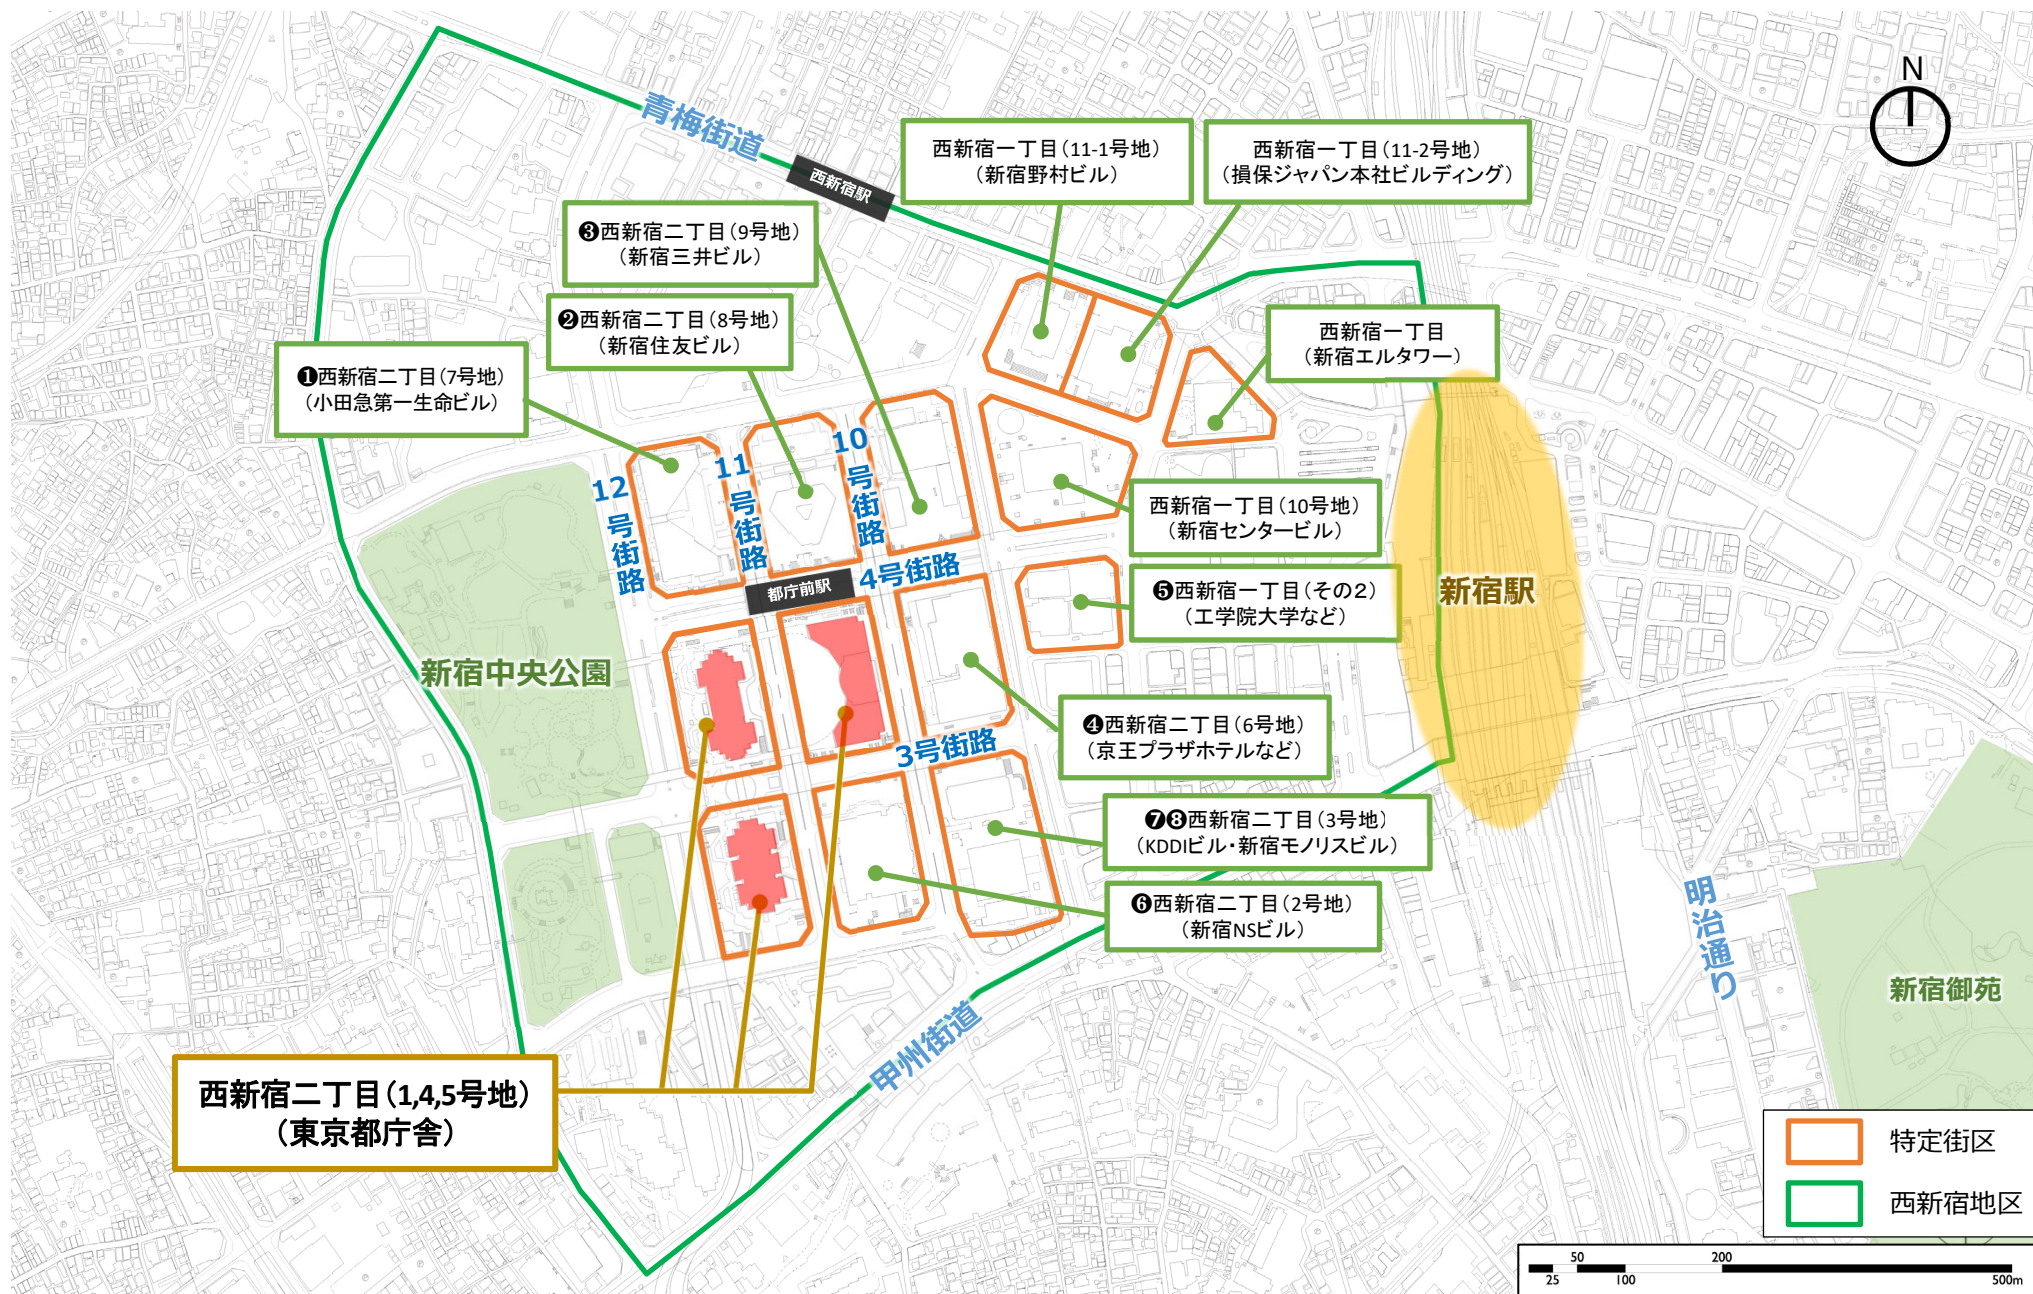 N
青梅街道
西新宿駅
西新宿一丁目(11-1号地)
(新宿野村ビル)
西新宿一丁目(11-2号地)
(損保ジャパン本社ビルディング)
❸西新宿二丁目(9号地)
(新宿三井ビル)
❷西新宿二丁目(8号地)
(新宿住友ビル)
西新宿一丁目
(新宿エルタワー)
❶西新宿二丁目(7号地)
(小田急第一生命ビル)
12号街路
11号街路
10号街路
西新宿一丁目(10号地)
(新宿センタービル)
4号街路
都庁前駅
❺西新宿一丁目(その2)
(工学院大学など)
新宿駅
新宿中央公園
❹西新宿二丁目(6号地)
(京王プラザホテルなど)
3号街路
❼❽西新宿二丁目(3号地)
(KDDIビル・新宿モノリスビル)
❻西新宿二丁目(2号地)
(新宿NSビル)
明治通り
新宿御苑
甲州街道
西新宿二丁目(1,4,5号地)
(東京都庁舎)
特定街区
西新宿地区
50
200
25
100
500m